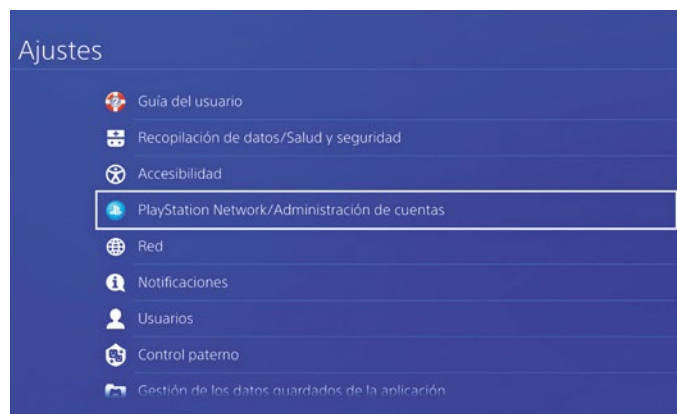 Ajustes
Guía del usuario
Recopilación de datos/Salud y seguridad
Accesibilidad
PlayStation Network/Administración de cuentas
Red
Notificaciones
Usuarios
Control paterno
Gestión de los datos guardados de la aplicación